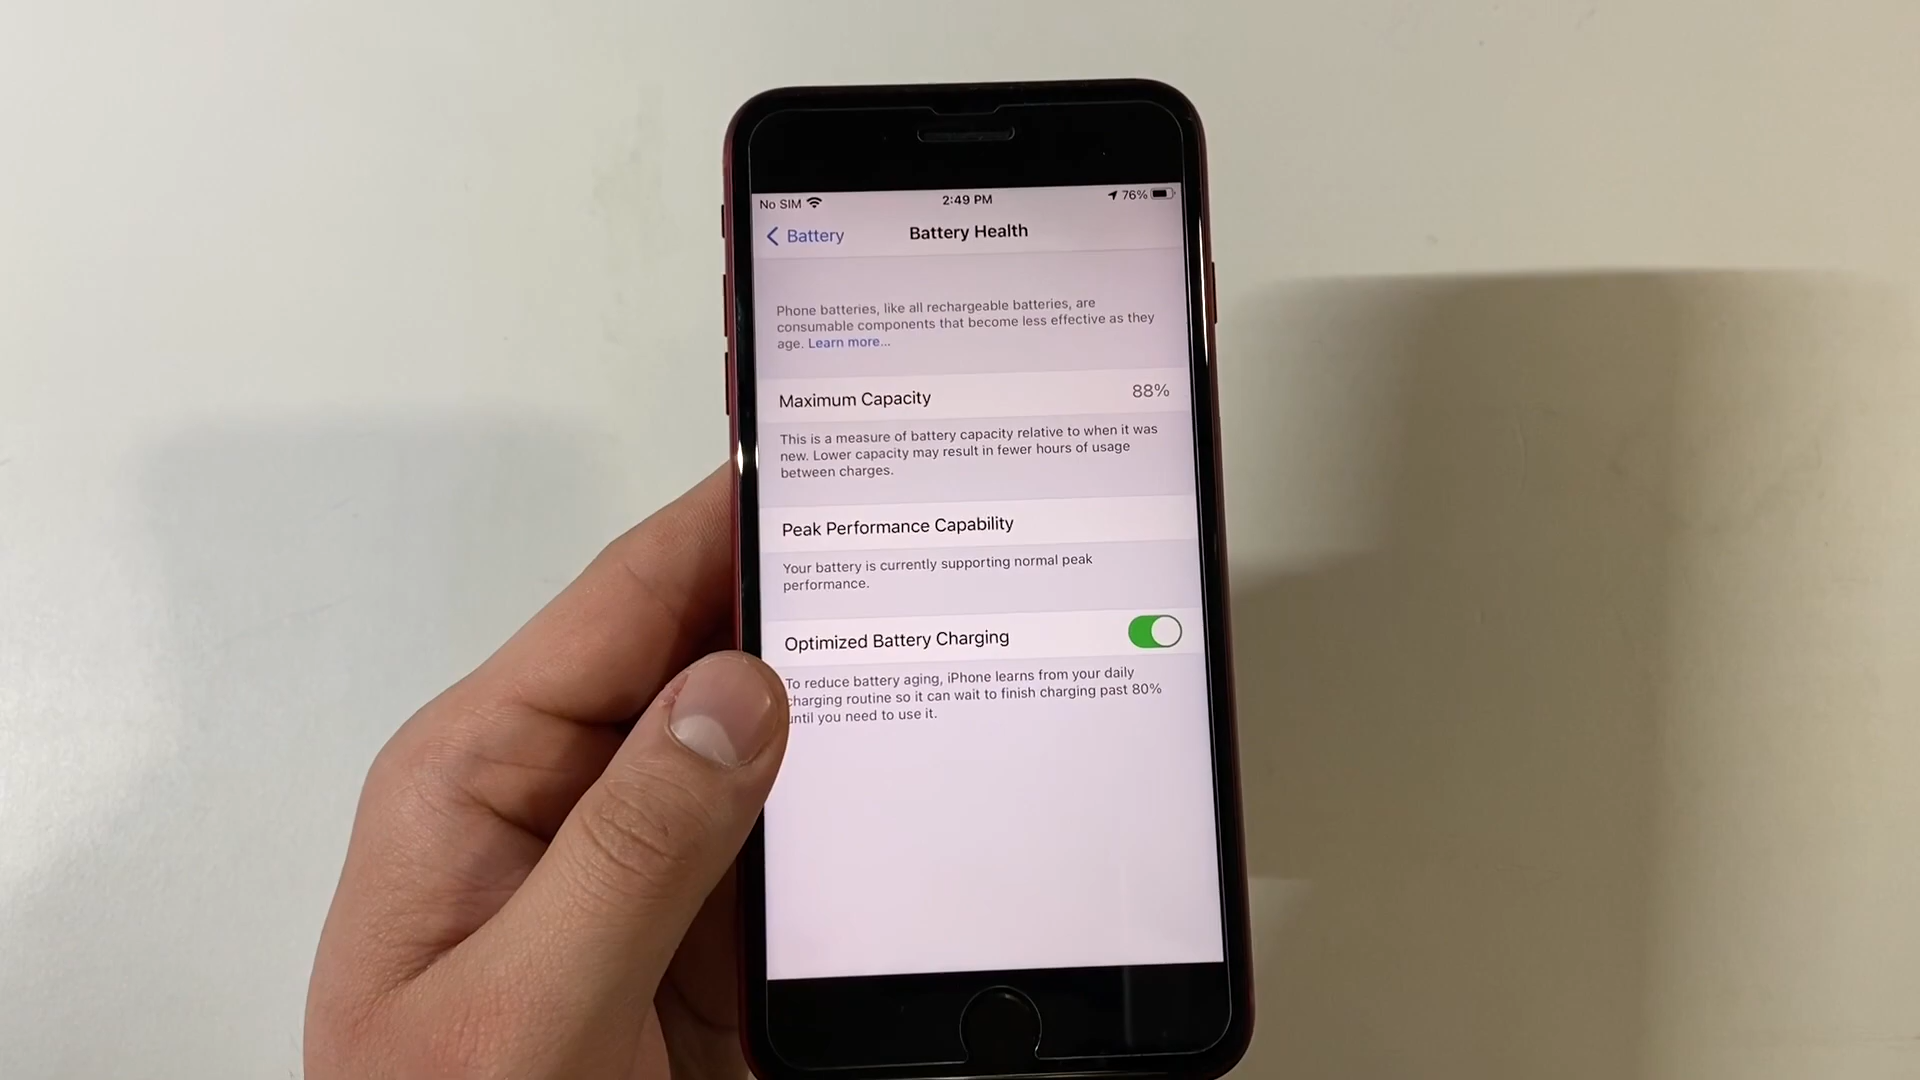 No SIM 2:49 PM 76%
Battery Battery Health
Phone batteries, like all rechargeable batteries, are
consumable components that become less effective as they
age. Learn more...
Maximum Capacity 88%
This is a measure of battery capacity relative to when it was
new. Lower capacity may result in fewer hours of usage
between charges.
Peak Performance Capability
Your battery is currently supporting normal peak
performance.
Optimized Battery Charging
To reduce battery aging, iPhone learns from your daily
charging routine so it can wait to finish charging past 80%
until you need to use it.